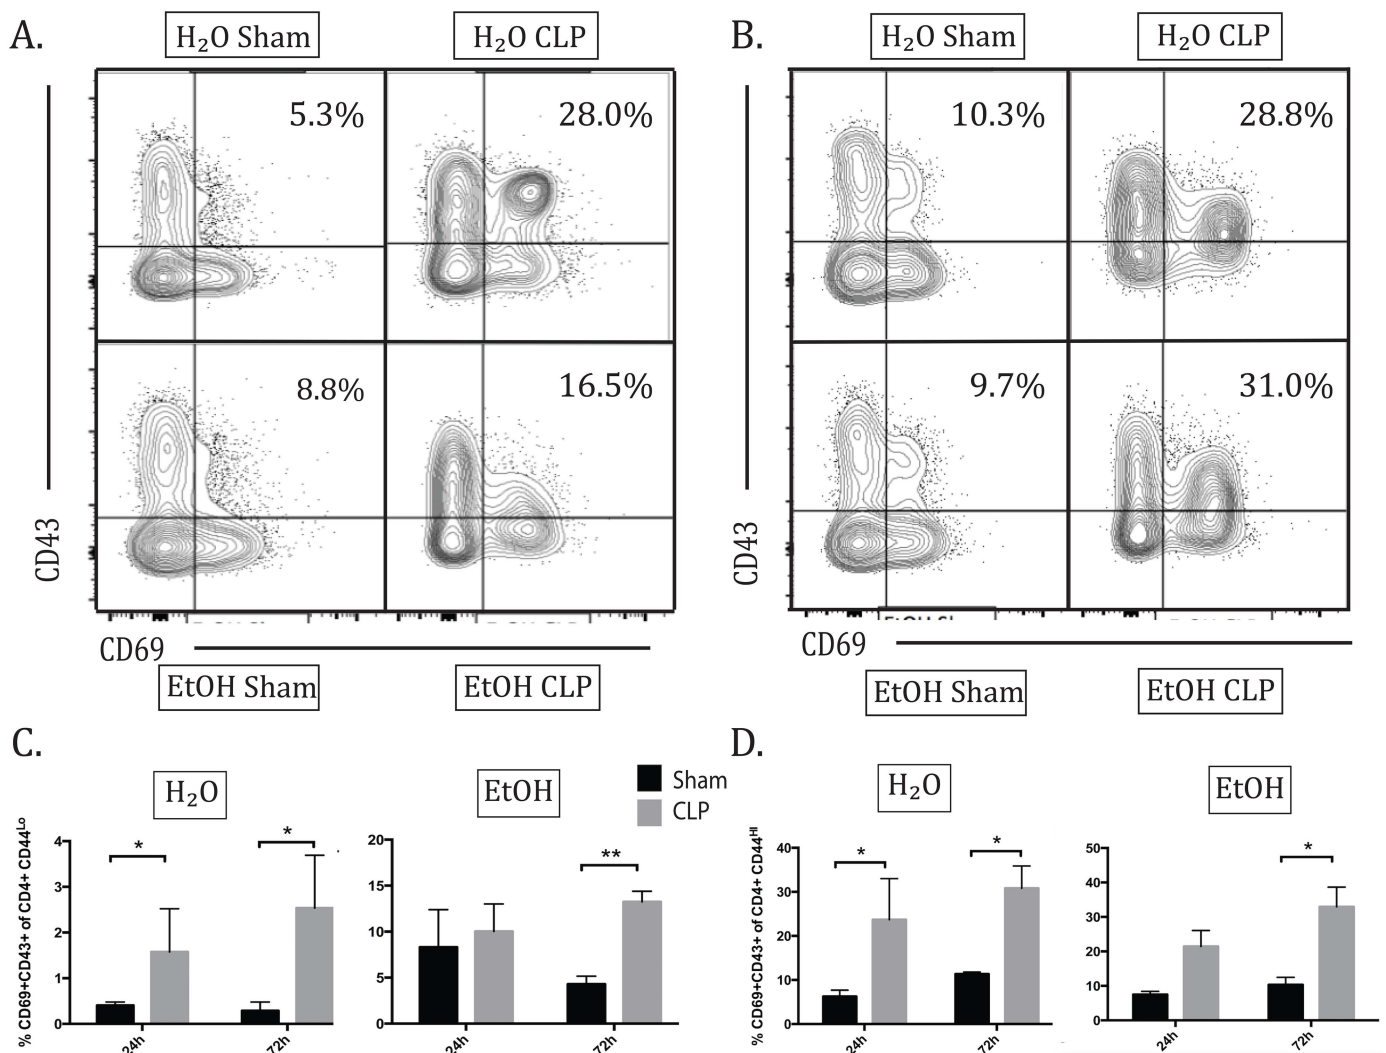 A.
H₂O Sham
H₂O CLP
5.3%
28.0%
8.8%
16.5%
CD43
CD69
EtOH Sham
EtOH CLP
B.
H₂O Sham
H₂O CLP
10.3%
28.8%
9.7%
31.0%
CD43
CD69
EtOH Sham
EtOH CLP
C.
H₂O
EtOH
Sham
CLP
% CD69+CD43+ of CD4+ CD44ᴸᵒ
4
3
2
1
0
*
*
24h
72h
20
15
10
5
0
**
24h
72h
D.
H₂O
EtOH
% CD69+CD43+ of CD4+ CD44ᴴᴵ
40
30
20
10
0
*
*
24h
72h
50
40
30
20
10
0
*
24h
72h